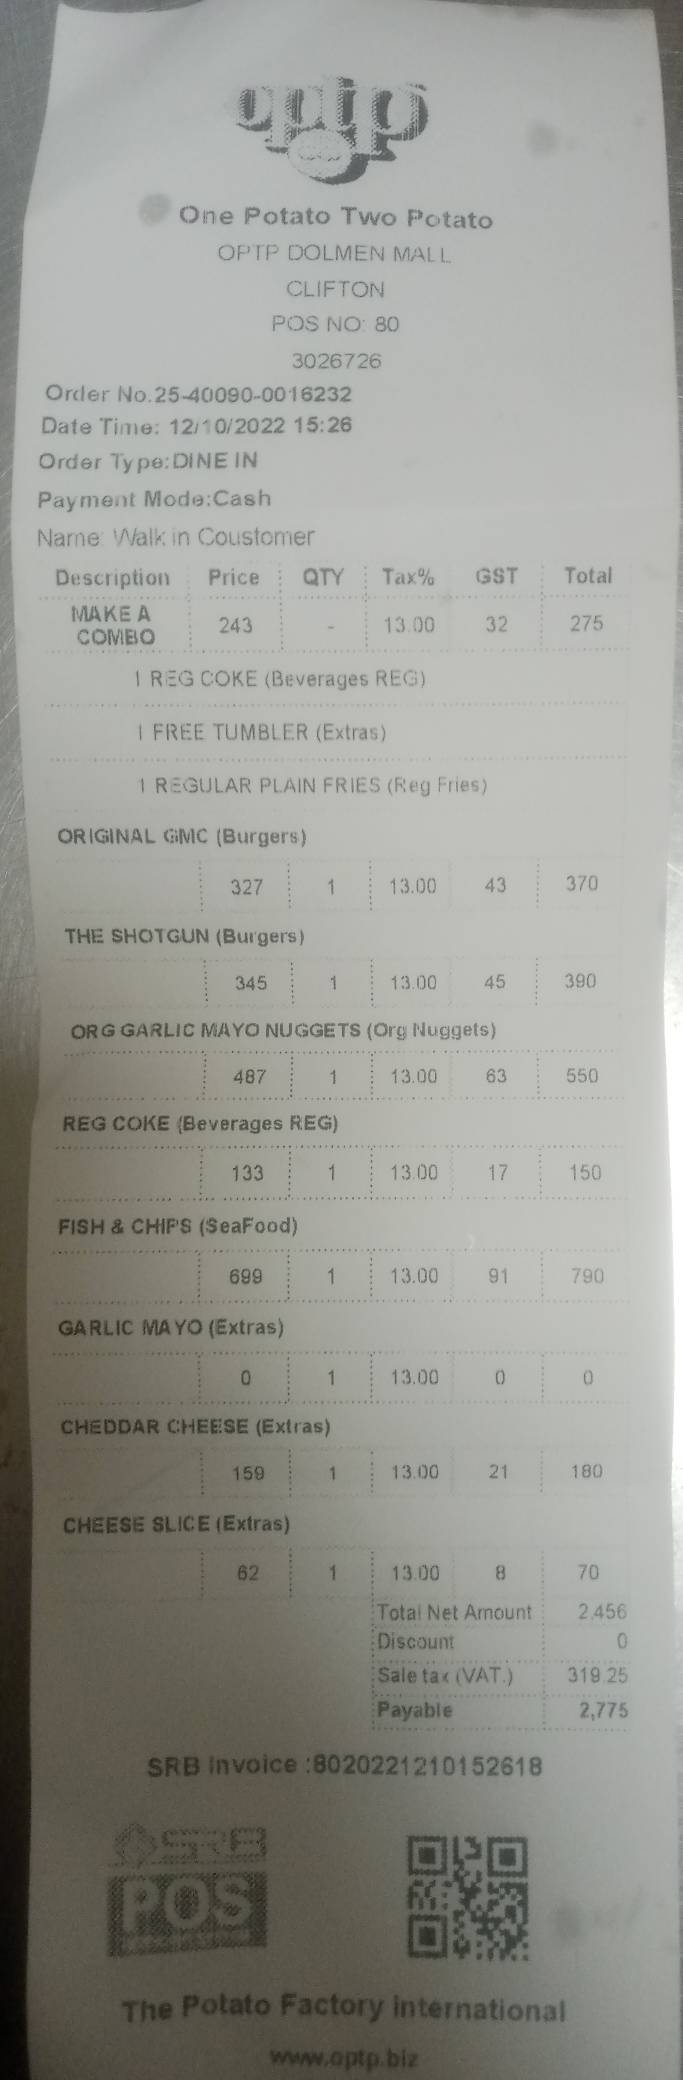 optp
One Potato Two Potato
OPTP DOLMEN MALL
CLIFTON
POS NO: 80
3026726
Order No.25-40090-0016232
Date Time: 12/10/2022 15:26
Order Type:DINE IN
Payment Mode:Cash
Name: Walk in Coustomer
Description Price QTY Tax% GST Total
MAKE A COMBO 243 - 13.00 32 275
1 REG COKE (Beverages REG)
1 FREE TUMBLER (Extras)
1 REGULAR PLAIN FRIES (Reg Fries)
ORIGINAL GMC (Burgers)
327 1 13.00 43 370
THE SHOTGUN (Burgers)
345 1 13.00 45 390
ORG GARLIC MAYO NUGGETS (Org Nuggets)
487 1 13.00 63 550
REG COKE (Beverages REG)
133 1 13.00 17 150
FISH & CHIPS (SeaFood)
699 1 13.00 91 790
GARLIC MAYO (Extras)
0 1 13.00 0 0
CHEDDAR CHEESE (Extras)
159 1 13.00 21 180
CHEESE SLICE (Extras)
62 1 13.00 8 70
Total Net Amount 2,456
Discount 0
Sale tax (VAT.) 319.25
Payable 2,775
SRB Invoice :8020221210152618
SRB
POS
The Potato Factory International
www.optp.biz